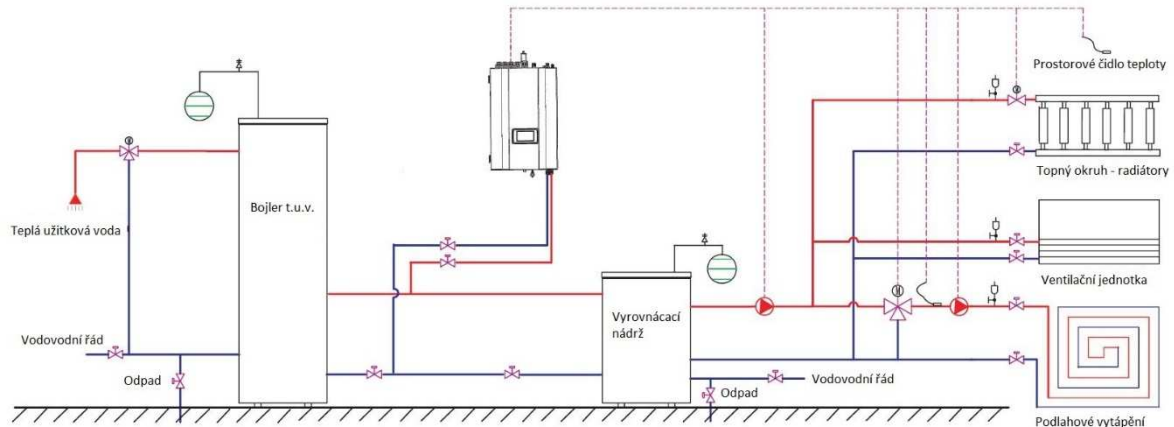 Prostorové čidlo teploty
Topný okruh - radiátory
Bojler t.u.v.
Teplá užitková voda
Ventilační jednotka
Vyrovnácací
nádrž
Vodovodní řád
Odpad
Vodovodní řád
Odpad
Podlahové vytápění